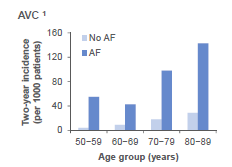 AVC ¹
160
120
80
40
0
No AF
AF
Two-year incidence
(per 1000 patients)
50–59 60–69 70–79 80–89
Age group (years)